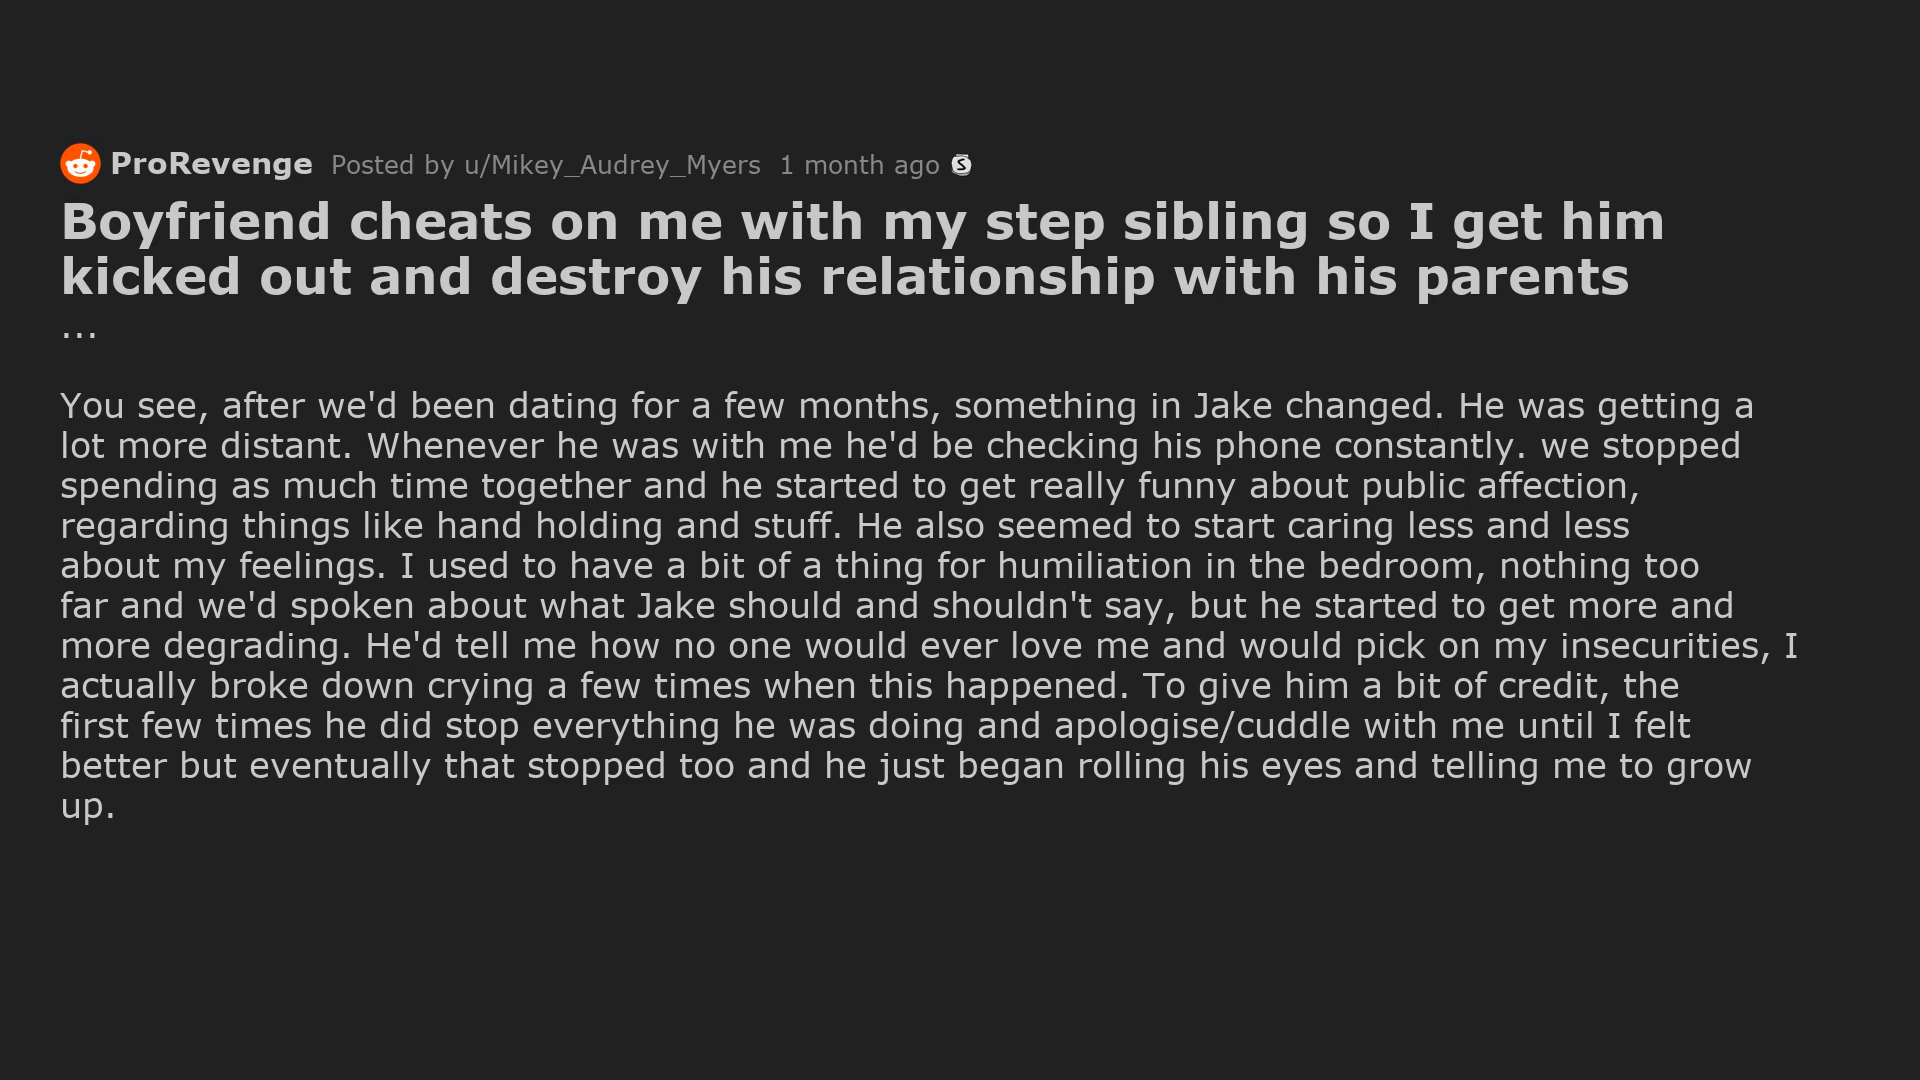 ProRevenge Posted by u/Mikey_Audrey_Myers 1 month ago S
Boyfriend cheats on me with my step sibling so I get him
kicked out and destroy his relationship with his parents
...
You see, after we'd been dating for a few months, something in Jake changed. He was getting a
lot more distant. Whenever he was with me he'd be checking his phone constantly. we stopped
spending as much time together and he started to get really funny about public affection,
regarding things like hand holding and stuff. He also seemed to start caring less and less
about my feelings. I used to have a bit of a thing for humiliation in the bedroom, nothing too
far and we'd spoken about what Jake should and shouldn't say, but he started to get more and
more degrading. He'd tell me how no one would ever love me and would pick on my insecurities, I
actually broke down crying a few times when this happened. To give him a bit of credit, the
first few times he did stop everything he was doing and apologise/cuddle with me until I felt
better but eventually that stopped too and he just began rolling his eyes and telling me to grow
up.